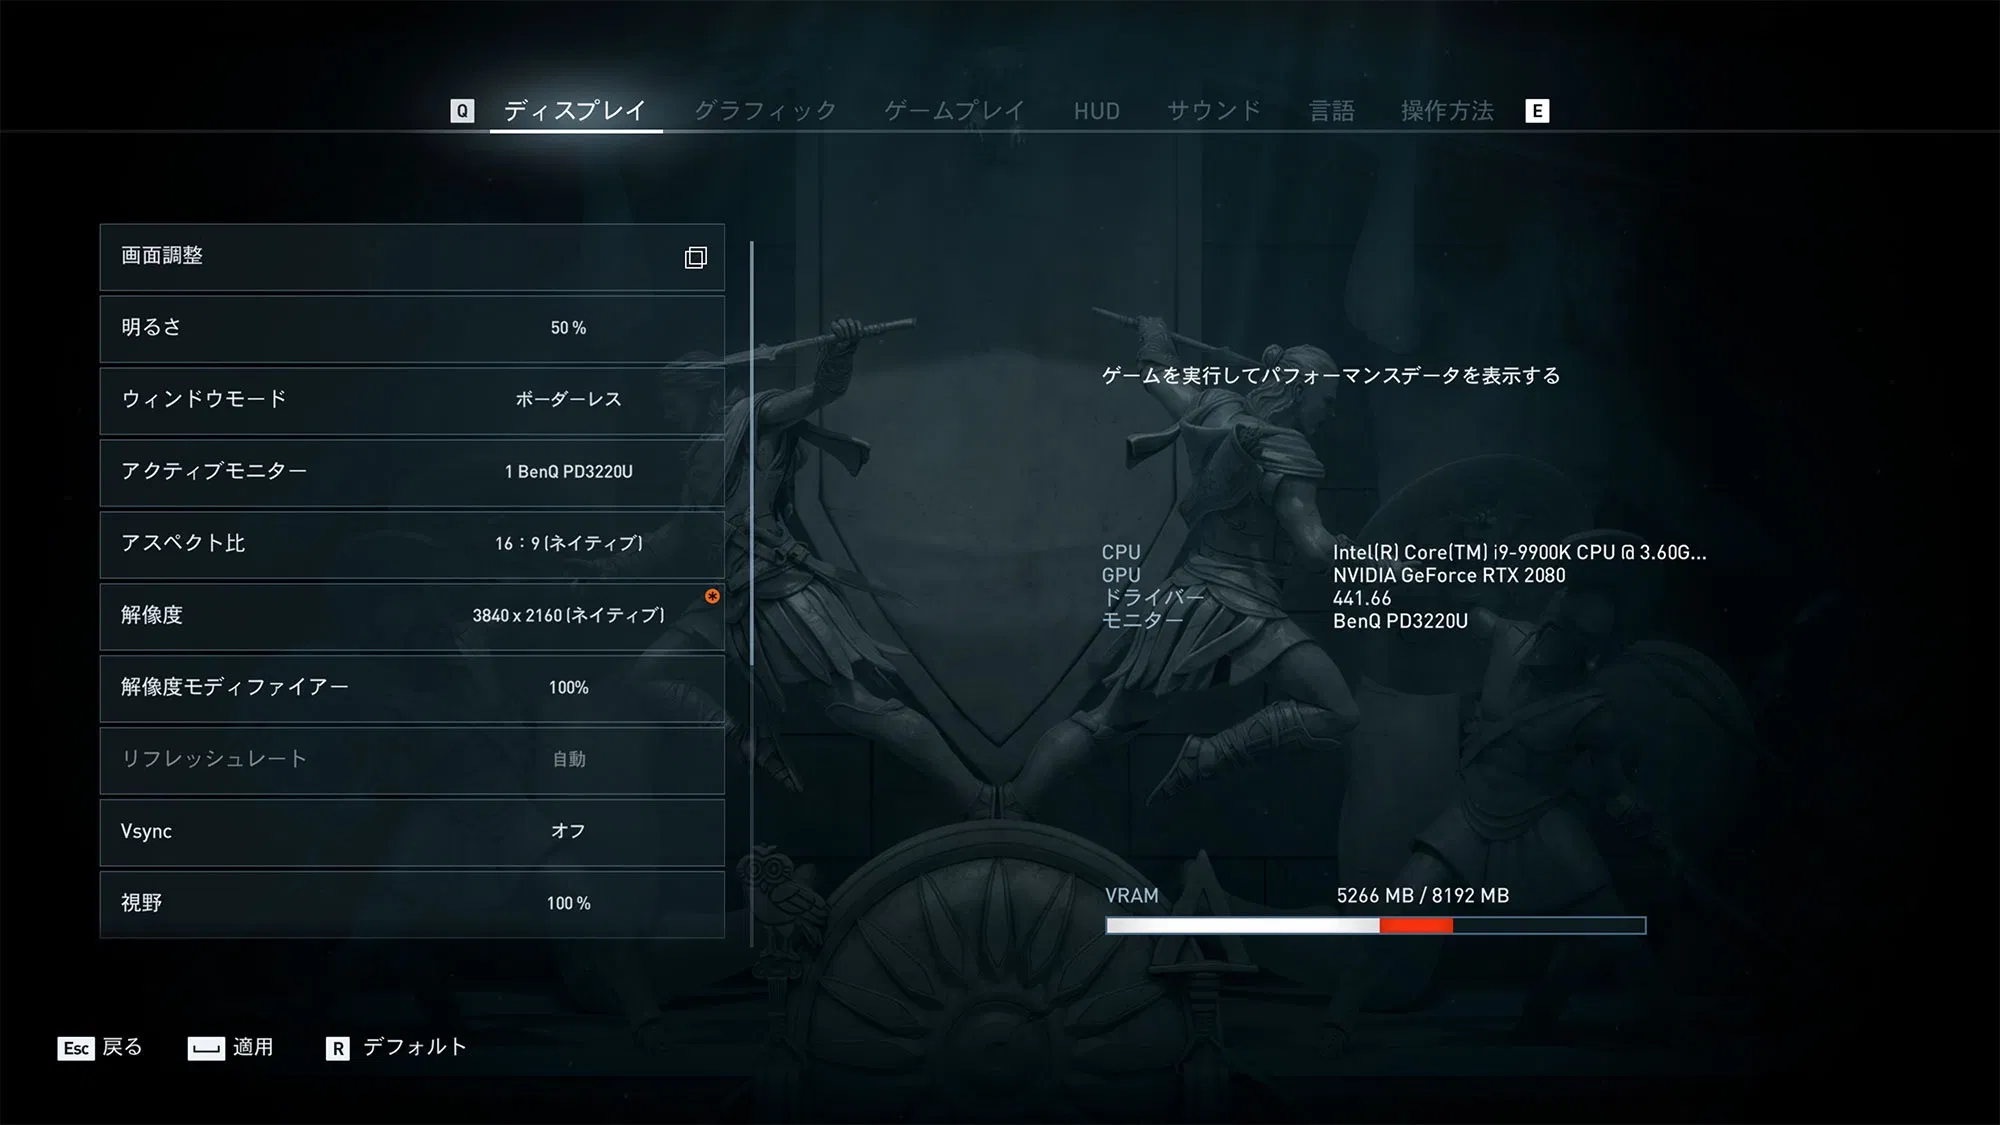 Q ディスプレイ グラフィック ゲームプレイ HUD サウンド 言語 操作方法 E
画面調整
明るさ 50 %
ウィンドウモード ボーダーレス
アクティブモニター 1 BenQ PD3220U
アスペクト比 16：9 (ネイティブ)
解像度 3840 x 2160 (ネイティブ)
解像度モディファイアー 100%
リフレッシュレート 自動
Vsync オフ
視野 100 %
ゲームを実行してパフォーマンスデータを表示する
CPU Intel(R) Core(TM) i9-9900K CPU @ 3.60G...
GPU NVIDIA GeForce RTX 2080
ドライバー 441.66
モニター BenQ PD3220U
VRAM 5266 MB / 8192 MB
Esc 戻る 適用 R デフォルト